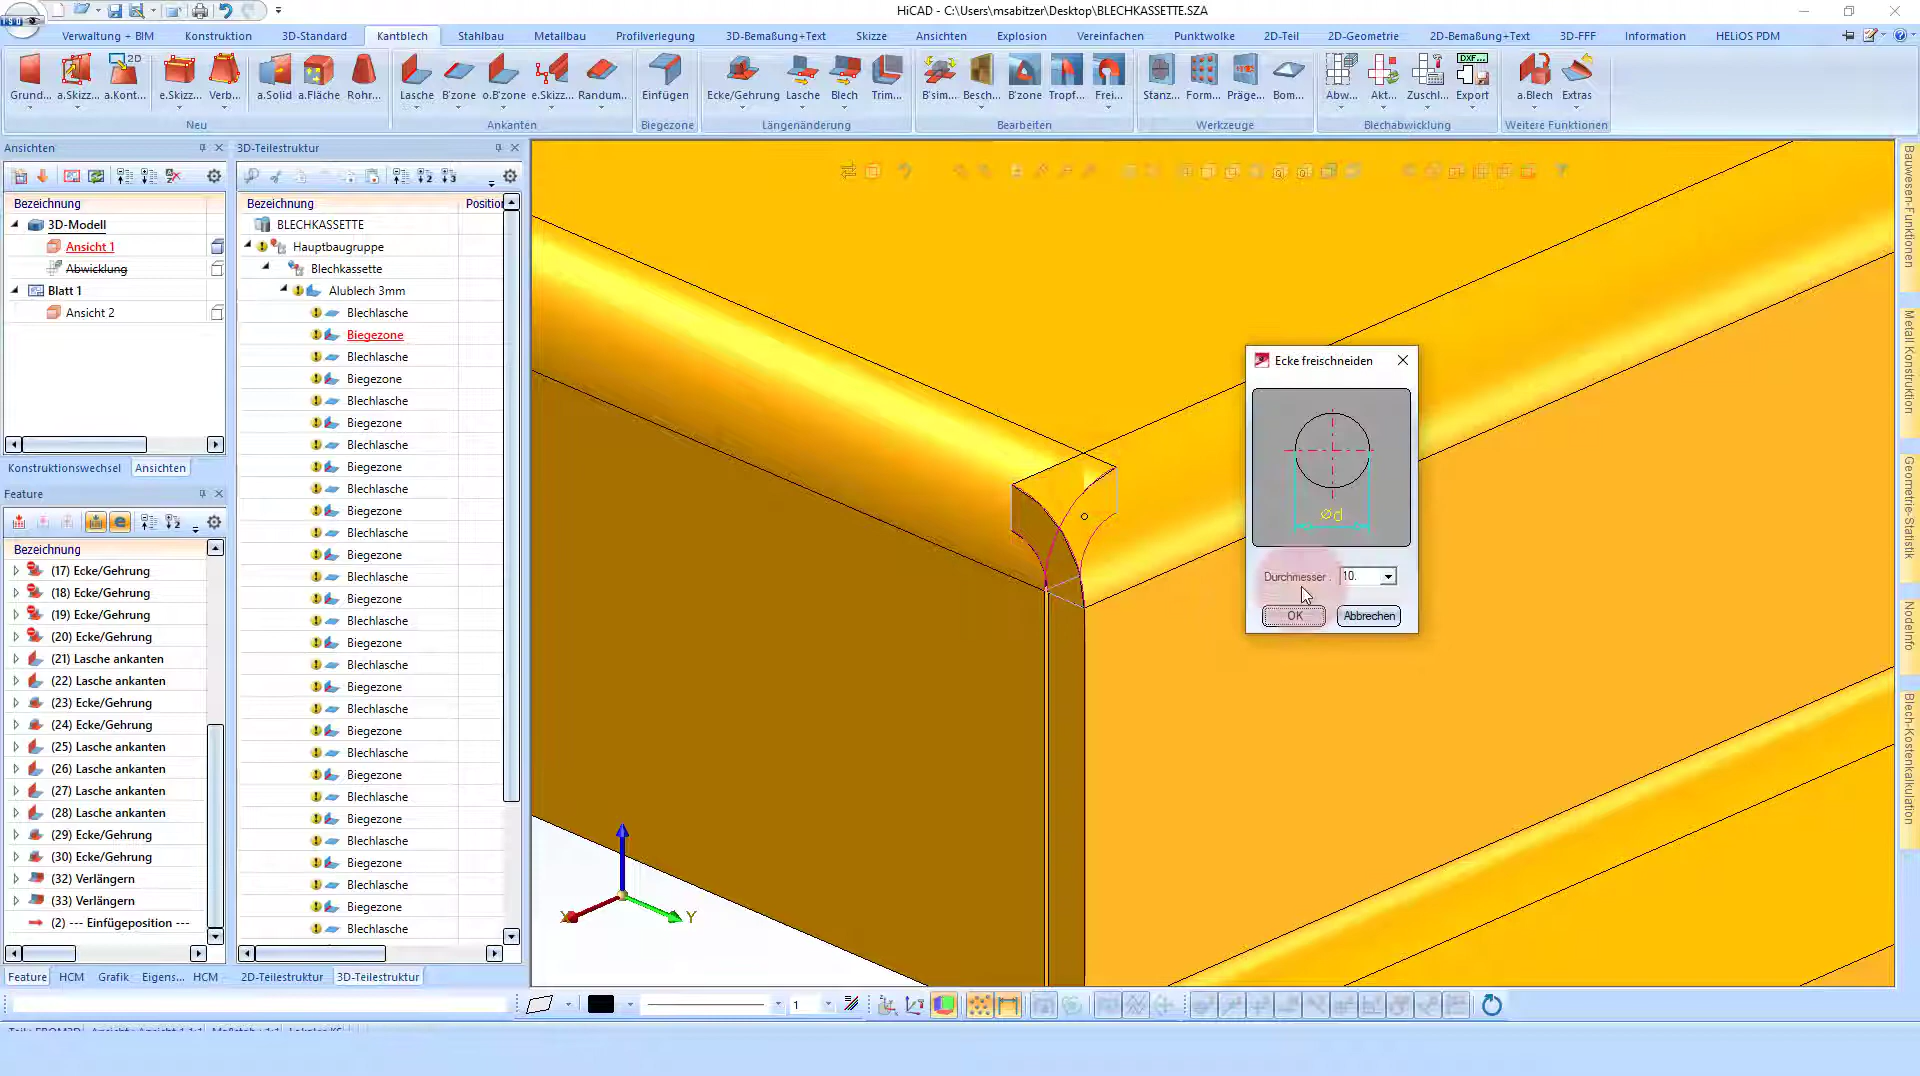 HiCAD - C:\Users\msabitzer\Desktop\BLECHKASSETTE.SZA
ISD
Verwaltung + BIM
Konstruktion
3D-Standard
Kantblech
Stahlbau
Metallbau
Profilverlegung
3D-Bemaßung+Text
Skizze
Ansichten
Explosion
Vereinfachen
Punktwolke
2D-Teil
2D-Geometrie
2D-Bemaßung+Text
3D-FFF
Information
HELiOS PDM
Grund...
a.Skizz...
a.Kont...
e.Skizz...
Verb...
a.Solid
a.Fläche
Rohr...
Lasche
B'zone
o.B'zone
e.Skizz...
Randum...
Einfügen
Ecke/Gehrung
Lasche
Blech
Trim...
B'sim...
Besch...
B'zone
Tropf...
Frei...
Stanz...
Form...
Präge...
Bom...
Abw...
Akt...
Zuschl...
DXF...
Export
a.Blech
Extras
Neu
Ankanten
Biegezone
Längenänderung
Bearbeiten
Werkzeuge
Blechabwicklung
Weitere Funktionen
Ansichten
Bezeichnung
3D-Modell
Ansicht 1
Abwicklung
Blatt 1
Ansicht 2
Konstruktionswechsel
Ansichten
Feature
Bezeichnung
(17) Ecke/Gehrung
(18) Ecke/Gehrung
(19) Ecke/Gehrung
(20) Ecke/Gehrung
(21) Lasche ankanten
(22) Lasche ankanten
(23) Ecke/Gehrung
(24) Ecke/Gehrung
(25) Lasche ankanten
(26) Lasche ankanten
(27) Lasche ankanten
(28) Lasche ankanten
(29) Ecke/Gehrung
(30) Ecke/Gehrung
(32) Verlängern
(33) Verlängern
(2) --- Einfügeposition ---
Feature
HCM
Grafik
Eigens...
HCM
3D-Teilestruktur
Bezeichnung
Position
BLECHKASSETTE
Hauptbaugruppe
Blechkassette
Alublech 3mm
Blechlasche
Biegezone
Blechlasche
Biegezone
Blechlasche
Biegezone
Blechlasche
Biegezone
Blechlasche
Biegezone
Blechlasche
Biegezone
Blechlasche
Biegezone
Blechlasche
Biegezone
Blechlasche
Biegezone
Blechlasche
Biegezone
Blechlasche
Biegezone
Blechlasche
Biegezone
Blechlasche
Biegezone
Blechlasche
Biegezone
Blechlasche
2D-Teilestruktur
3D-Teilestruktur
X
Y
Ecke freischneiden
⌀d
Durchmesser :
10.
OK
Abbrechen
Bauwesen-Funktionen
Metall Konstruktion
Geometrie-Statistik
NodeInfo
Blech-Kostenkalkulation
1